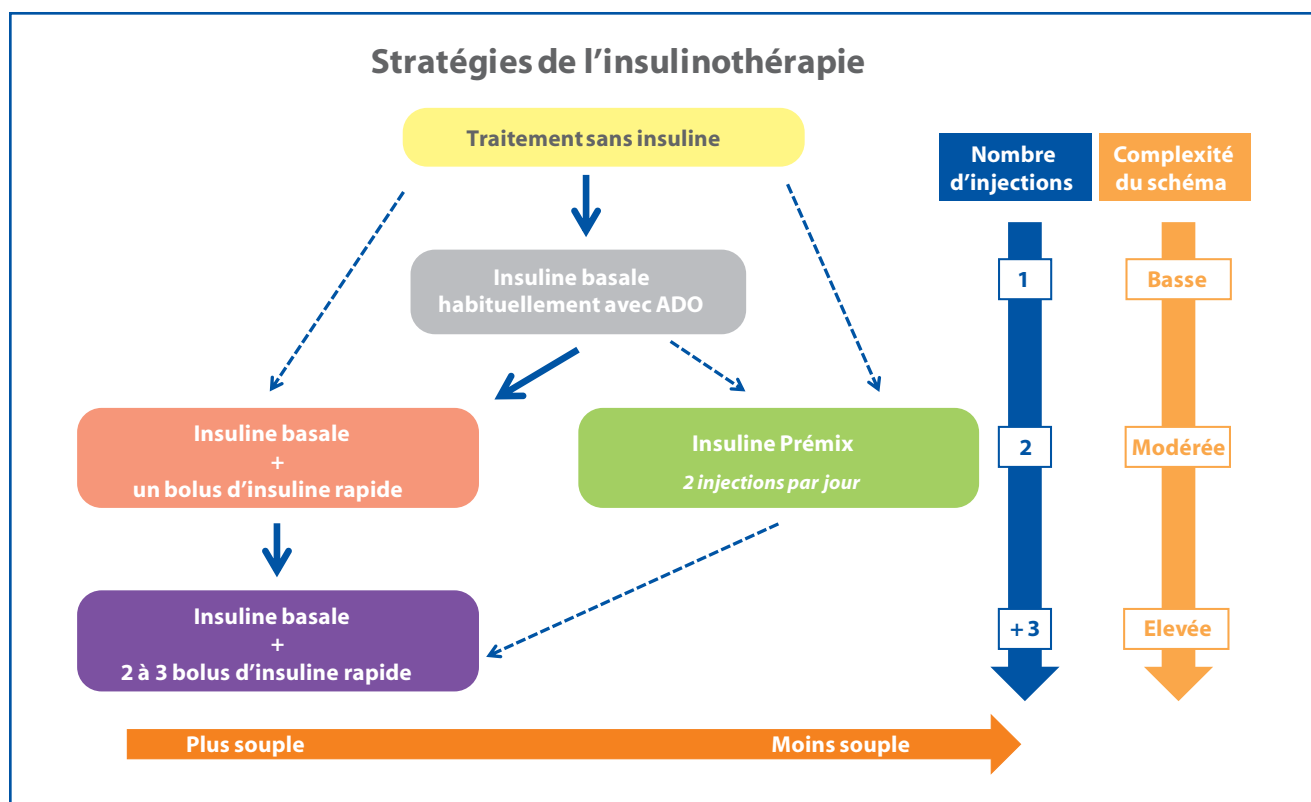 Stratégies de l’insulinothérapie
Traitement sans insuline
Nombre
d’injections
Complexité
du schéma
Insuline basale
habituellement avec ADO
1
Basse
Insuline basale
+
un bolus d’insuline rapide
Insuline Prémix
2 injections par jour
2
Modérée
Insuline basale
+
2 à 3 bolus d’insuline rapide
+ 3
Elevée
Plus souple
Moins souple